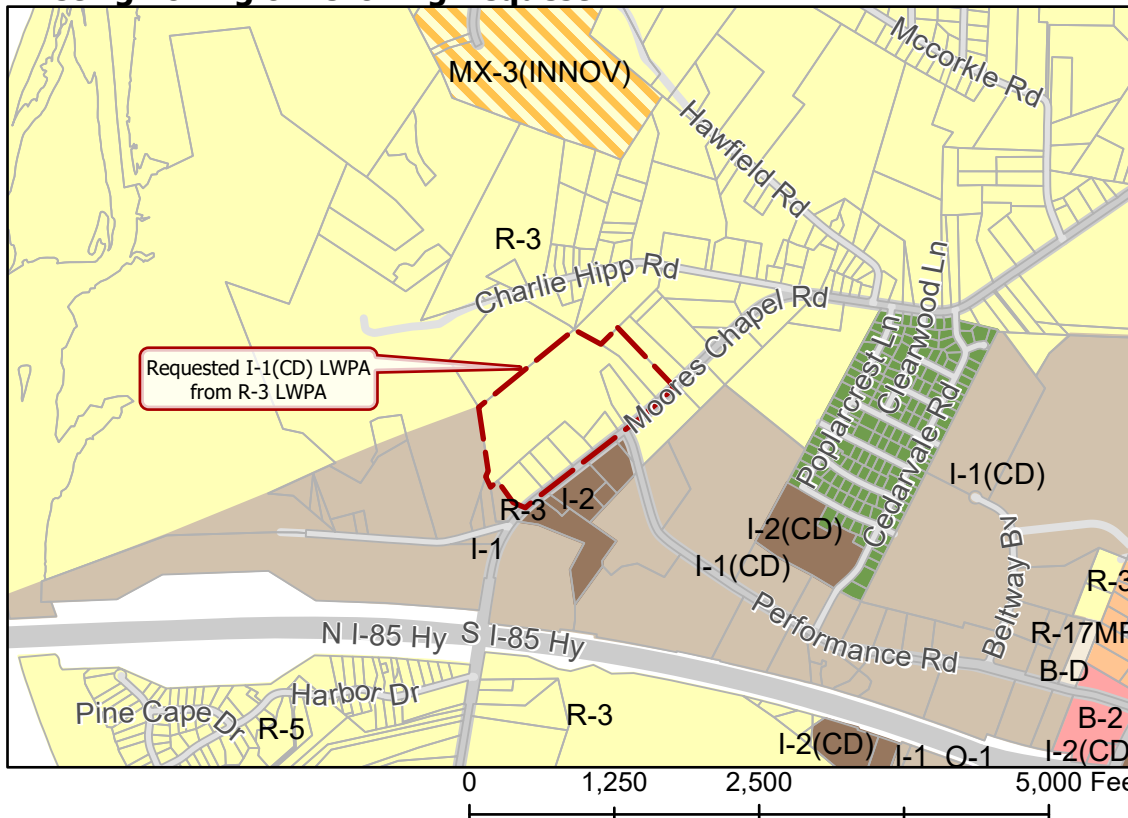 Mccorkle Rd
MX-3(INNOV)
Hawfield Rd
R-3
Charlie Hipp Rd
Clearwood Ln
Moores Chapel Rd
Poplarcrest Ln
Requested I-1(CD) LWPA
from R-3 LWPA
Cedarvale Rd
I-1(CD)
I-2
R-3
I-2(CD)
I-1
I-1(CD)
Beltway Bv
R-3
Performance Rd
N I-85 Hy
S I-85 Hy
R-17MF
B-D
Harbor Dr
Pine Cape Dr
R-5
R-3
B-2
I-2(CD)
I-1
O-1
I-2(CD
0
1,250
2,500
5,000 Fee